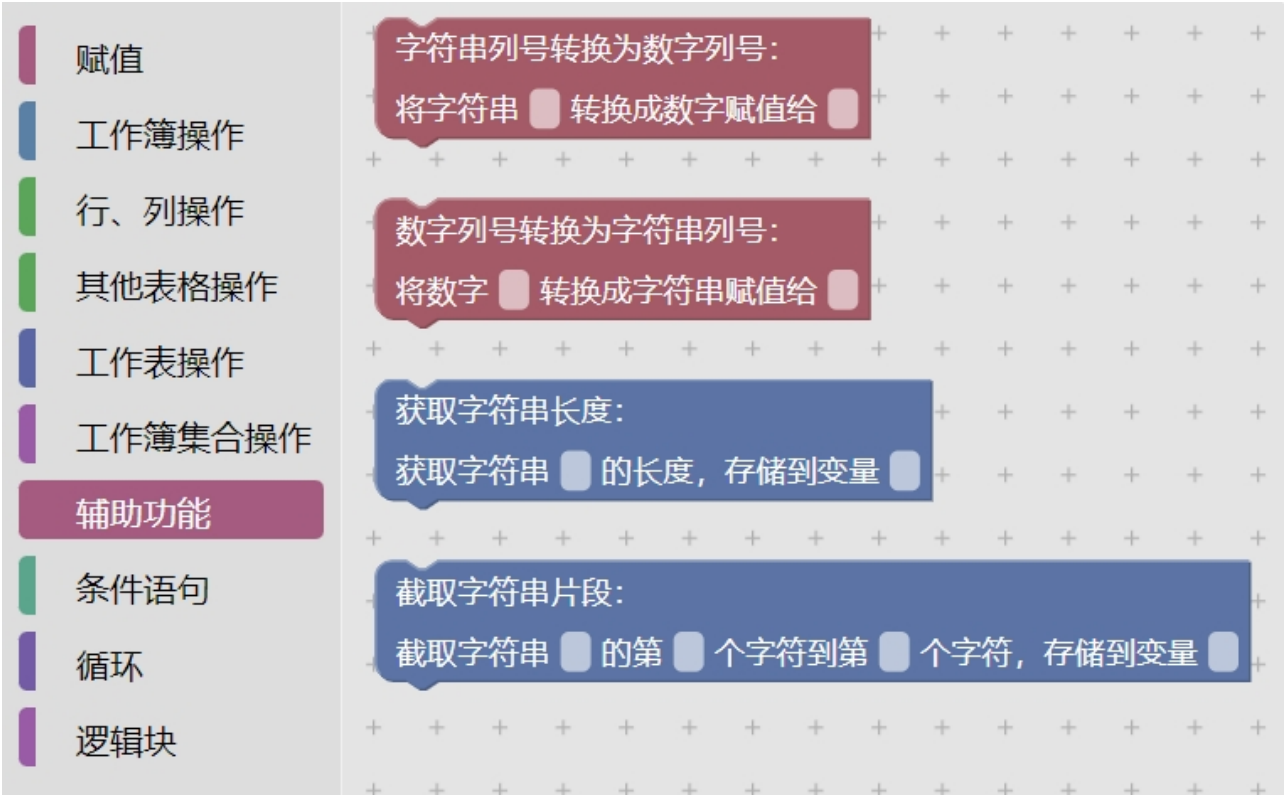 赋值
工作簿操作
行、列操作
其他表格操作
工作表操作
工作簿集合操作
辅助功能
条件语句
循环
逻辑块
字符串列号转换为数字列号：
将字符串 转换成数字赋值给
数字列号转换为字符串列号：
将数字 转换成字符串赋值给
获取字符串长度：
获取字符串 的长度，存储到变量
截取字符串片段：
截取字符串 的第 个字符到第 个字符，存储到变量